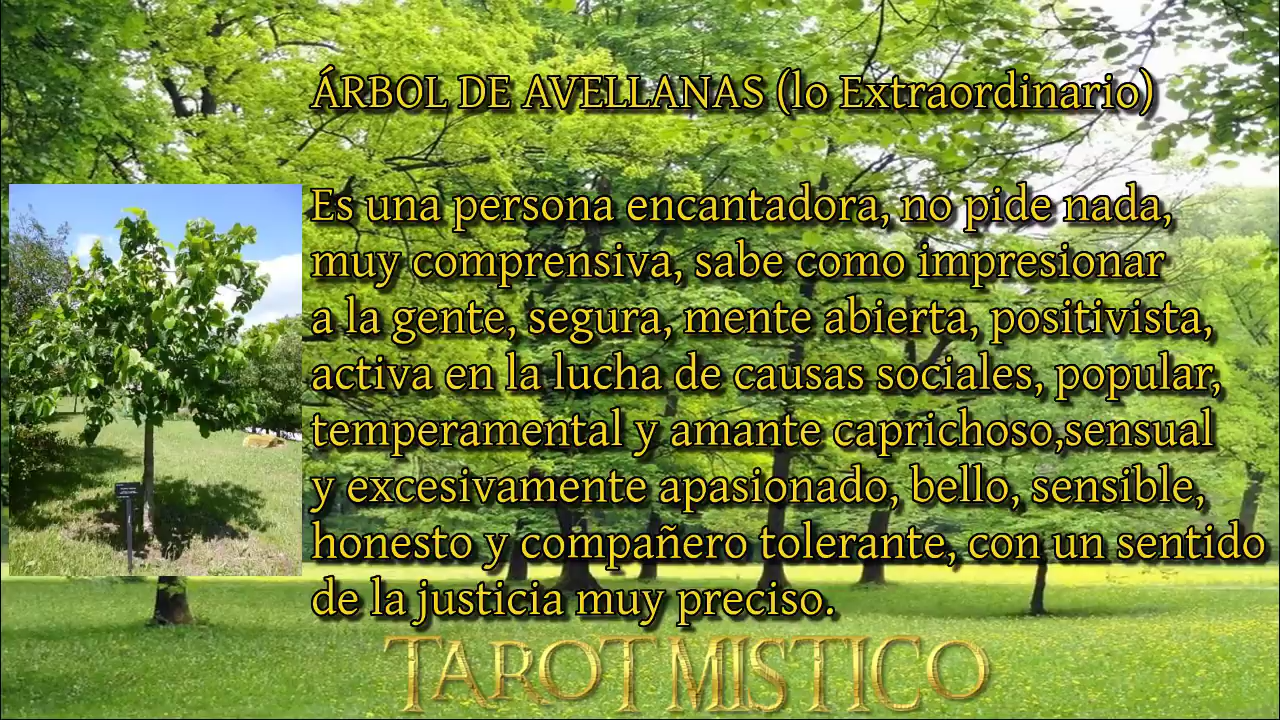 ÁRBOL DE AVELLANAS (lo Extraordinario)
Es una persona encantadora, no pide nada,
muy comprensiva, sabe como impresionar
a la gente, segura, mente abierta, positivista,
activa en la lucha de causas sociales, popular,
temperamental y amante caprichoso,sensual
y excesivamente apasionado, bello, sensible,
honesto y compañero tolerante, con un sentido
de la justicia muy preciso.
TAROT MISTICO